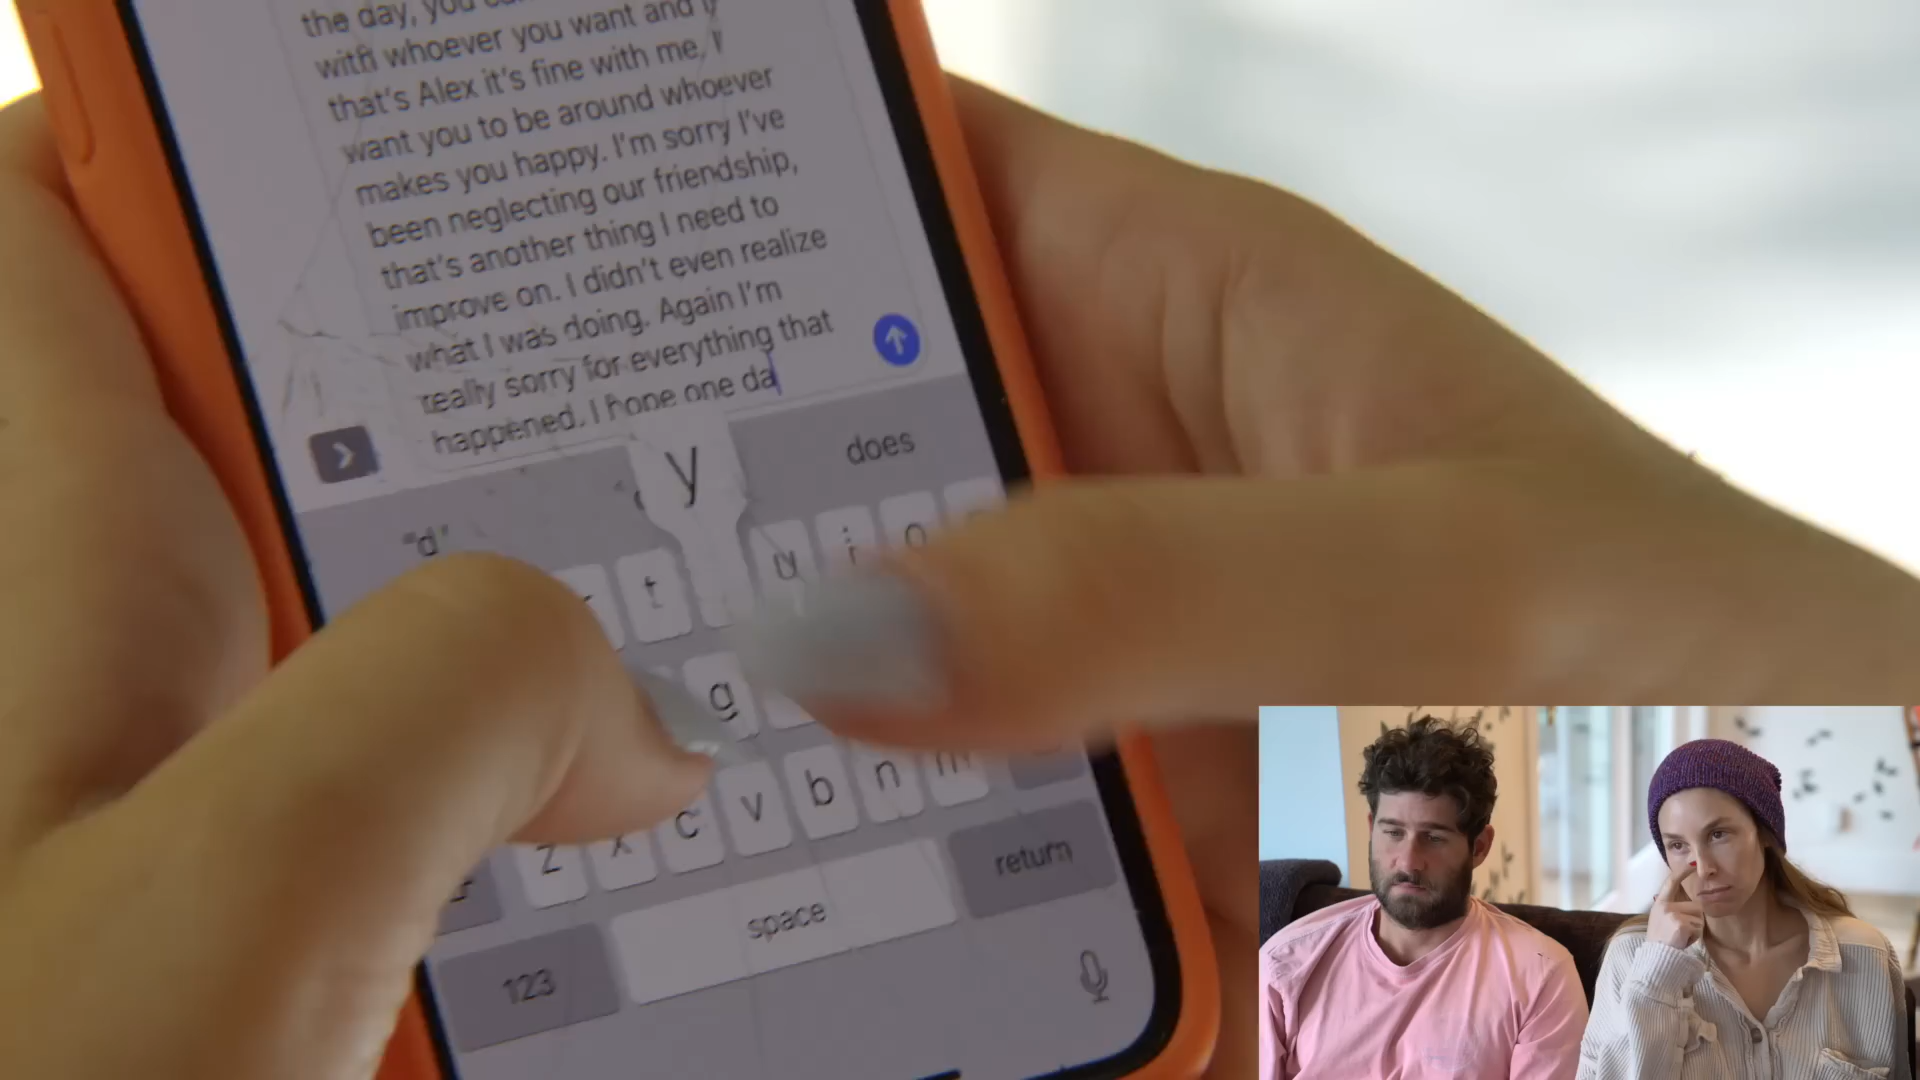 the day, you
with whoever you want and
that's Alex it's fine with me, I
want you to be around whoever
makes you happy. I'm sorry I've
been neglecting our friendship,
that's another thing I need to
improve on. I didn't even realize
what I was doing. Again I'm
really sorry for everything that
happened. I hope one da
y
does
"d"
t
u
i
o
g
z
x
c
v
b
n
m
123
space
return